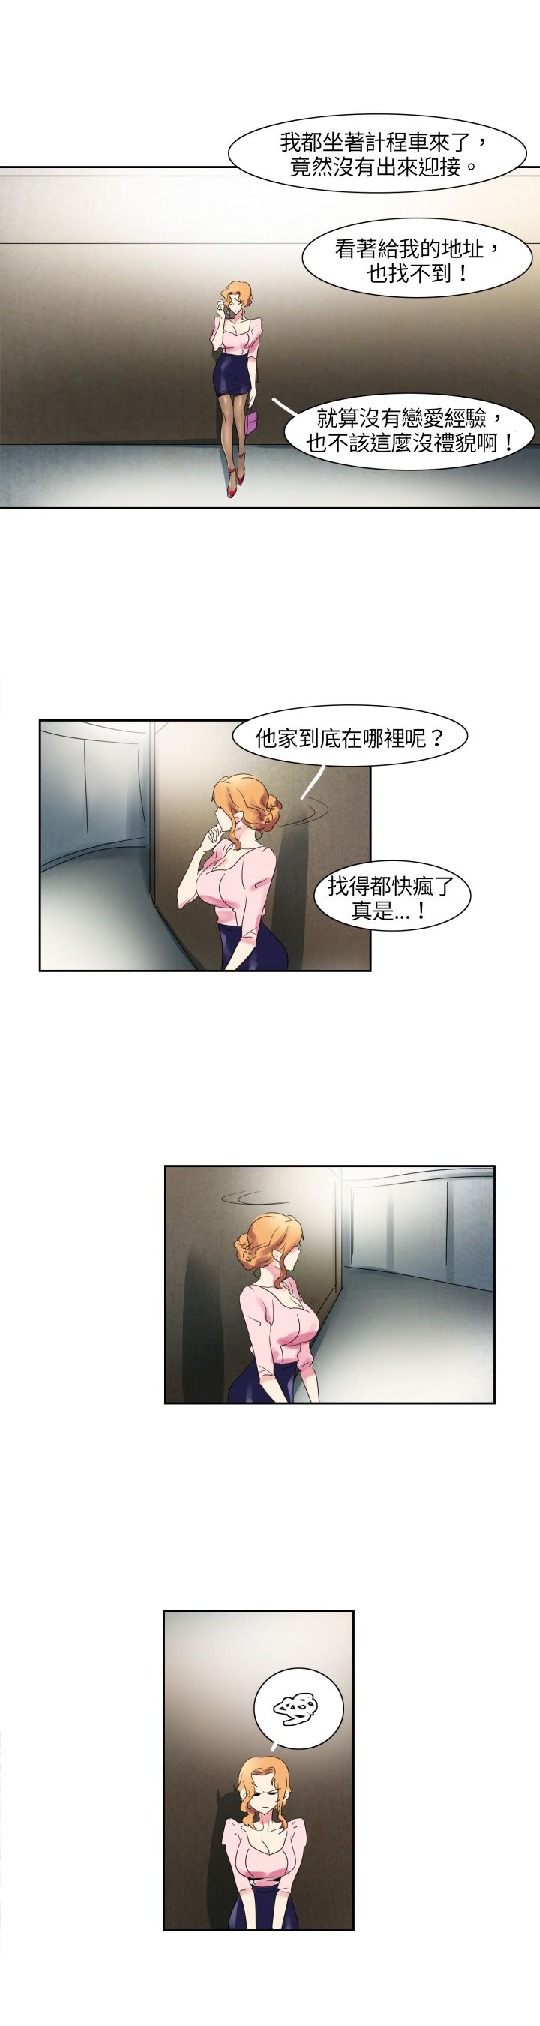 我都坐著計程車來了，
竟然沒有出來迎接。
看著給我的地址，
也找不到！
就算沒有戀愛經驗，
也不該這麼沒禮貌啊！
他家到底在哪裡呢？
找得都快瘋了
真是...！